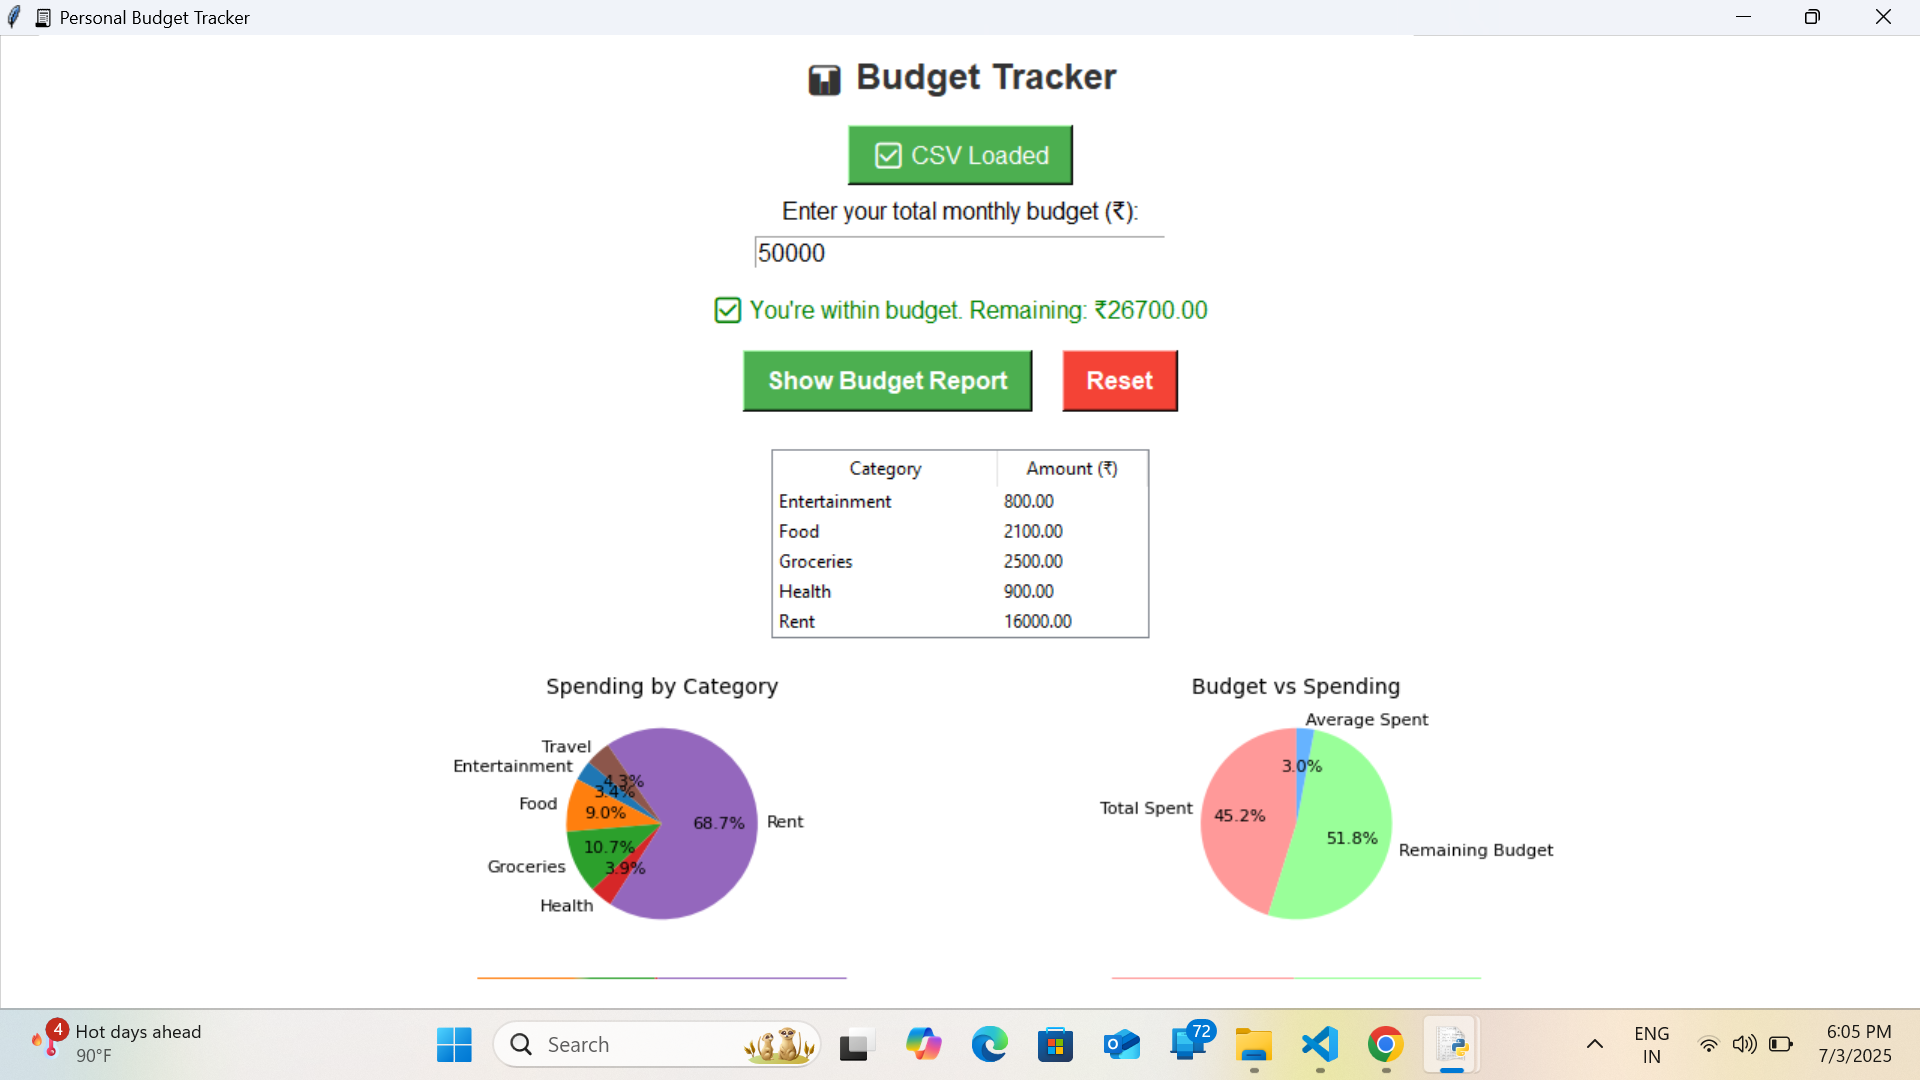 Personal Budget Tracker
Budget Tracker
CSV Loaded
Enter your total monthly budget (₹):
50000
You're within budget. Remaining: ₹26700.00
Show Budget Report
Reset
Category Amount (₹)
Entertainment 800.00
Food 2100.00
Groceries 2500.00
Health 900.00
Rent 16000.00
Spending by Category
Travel
Entertainment
Food
Groceries
Health
Rent
4.3%
3.4%
9.0%
10.7%
3.9%
68.7%
Budget vs Spending
Average Spent
3.0%
Total Spent
45.2%
51.8%
Remaining Budget
4
Hot days ahead
90°F
Search
72
ENG
IN
6:05 PM
7/3/2025